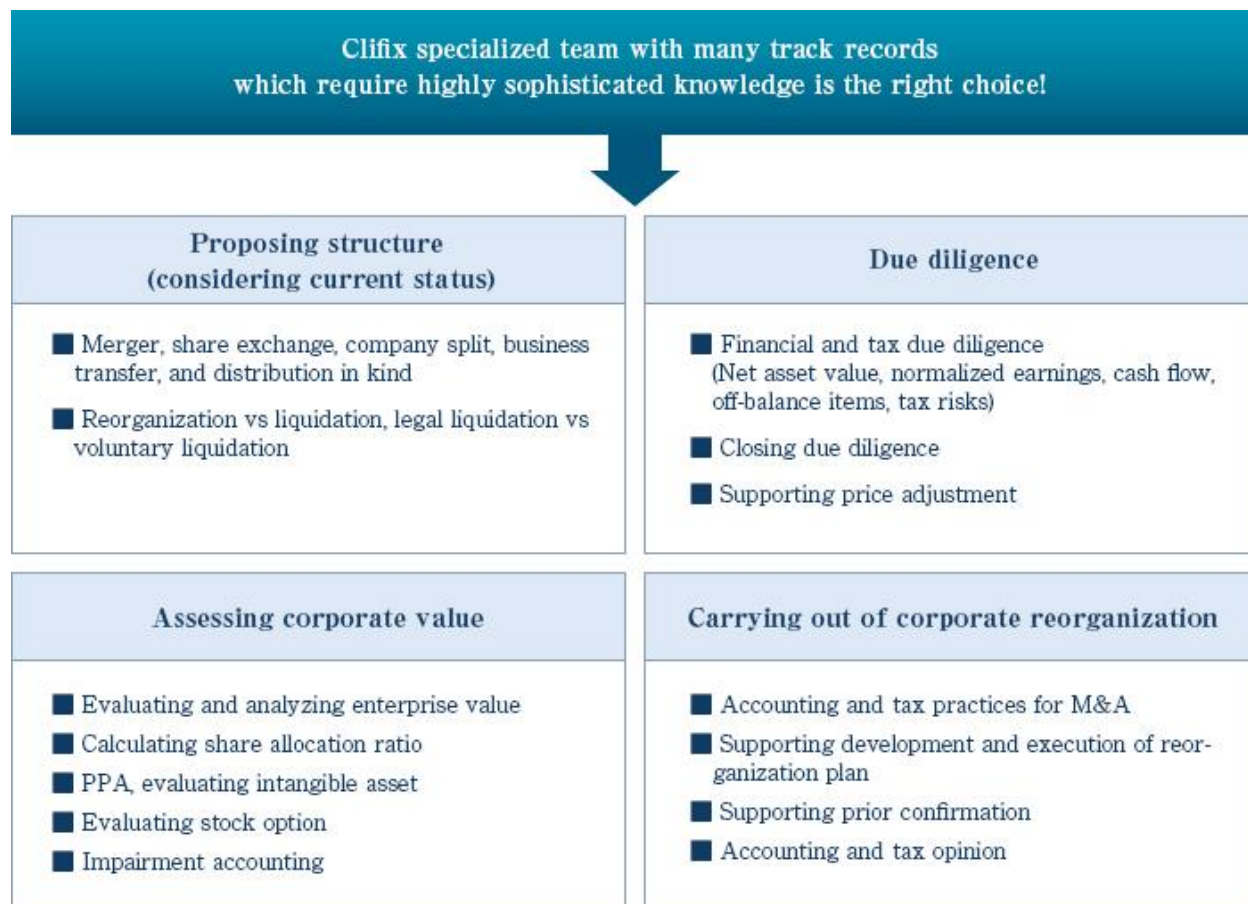 Clifix specialized team with many track records
which require highly sophisticated knowledge is the right choice!
Proposing structure
(considering current status)
■ Merger, share exchange, company split, business
transfer, and distribution in kind
■ Reorganization vs liquidation, legal liquidation vs
voluntary liquidation
Due diligence
■ Financial and tax due diligence
(Net asset value, normalized earnings, cash flow,
off-balance items, tax risks)
■ Closing due diligence
■ Supporting price adjustment
Assessing corporate value
■ Evaluating and analyzing enterprise value
■ Calculating share allocation ratio
■ PPA, evaluating intangible asset
■ Evaluating stock option
■ Impairment accounting
Carrying out of corporate reorganization
■ Accounting and tax practices for M&A
■ Supporting development and execution of reor-
ganization plan
■ Supporting prior confirmation
■ Accounting and tax opinion